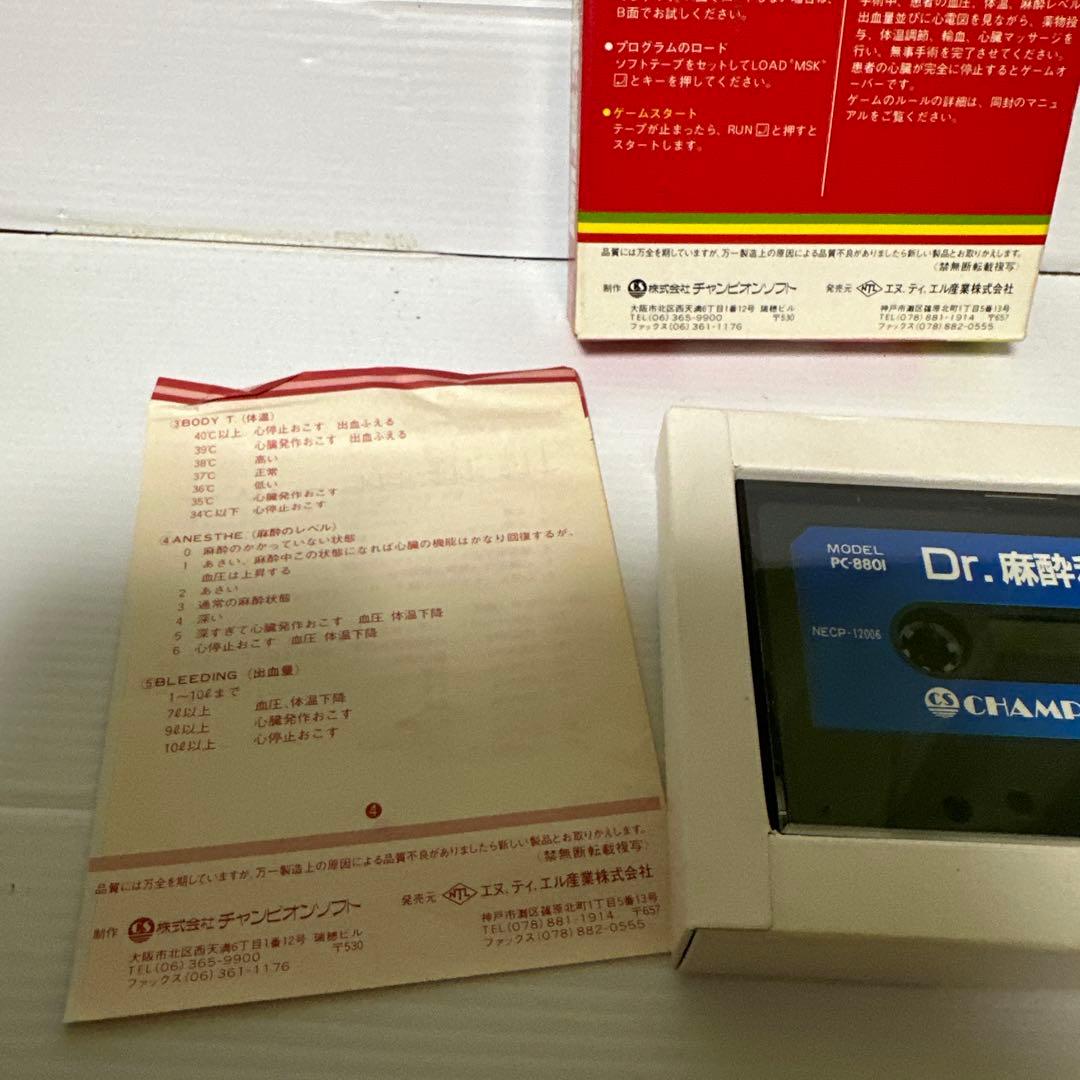 B面でお試しください。
●プログラムのロード
ソフトテープをセットしてLOAD"MSK"
⏎とキーを押してください。
●ゲームスタート
テープが止まったら、RUN⏎と押すと
スタートします。
手術中、患者の血圧、体温、麻酔レベル
出血量並びに心電図を見ながら、薬物投
与、体温調節、輸血、心臓マッサージを
行い、無事手術を完了させてください。
患者の心臓が完全に停止するとゲームオ
ーバーです。
ゲームのルールの詳細は、同封のマニュ
アルをご覧ください。
品質には万全を期していますが、万一製造上の原因による品質不良がありましたら新しい製品とお取りかえします。
〈禁無断転載複写〉
制作 CS 株式会社 チャンピオンソフト
大阪市北区西天満6丁目1番12号 瑞穂ビル
TEL(06)365-9900 〒530
ファックス(06)361-1176
発売元 NTL エヌ.ティ.エル産業株式会社
神戸市灘区篠原北町1丁目5番13号
TEL(078)881-1914 〒657
ファックス(078)882-0555
③BODY T.(体温)
40℃以上 心停止おこす 出血ふえる
39℃ 心臓発作おこす 出血ふえる
38℃ 高い
37℃ 正常
36℃ 低い
35℃ 心臓発作おこす
34℃以下 心停止おこす
④ANESTHE.(麻酔のレベル)
0 麻酔のかかっていない状態
1 あさい、麻酔中この状態になれば心臓の機能はかなり回復するが、
血圧は上昇する
2 あさい
3 通常の麻酔状態
4 深い
5 深すぎて心臓発作おこす 血圧 体温下降
6 心停止おこす 血圧 体温下降
⑤BLEEDING (出血量)
1〜10ℓまで
7ℓ以上 血圧、体温下降
9ℓ以上 心臓発作おこす
10ℓ以上 心停止おこす
4
品質には万全を期していますが、万一製造上の原因による品質不良がありましたら新しい製品とお取りかえします。
〈禁無断転載複写〉
制作 CS 株式会社 チャンピオンソフト
大阪市北区西天満6丁目1番12号 瑞穂ビル
TEL(06)365-9900 〒530
ファックス(06)361-1176
発売元 NTL エヌ.ティ.エル産業株式会社
神戸市灘区篠原北町1丁目5番13号
TEL(078)881-1914 〒657
ファックス(078)882-0555
MODEL
PC-8801
Dr.麻酔
NECP-12006
CS CHAMP